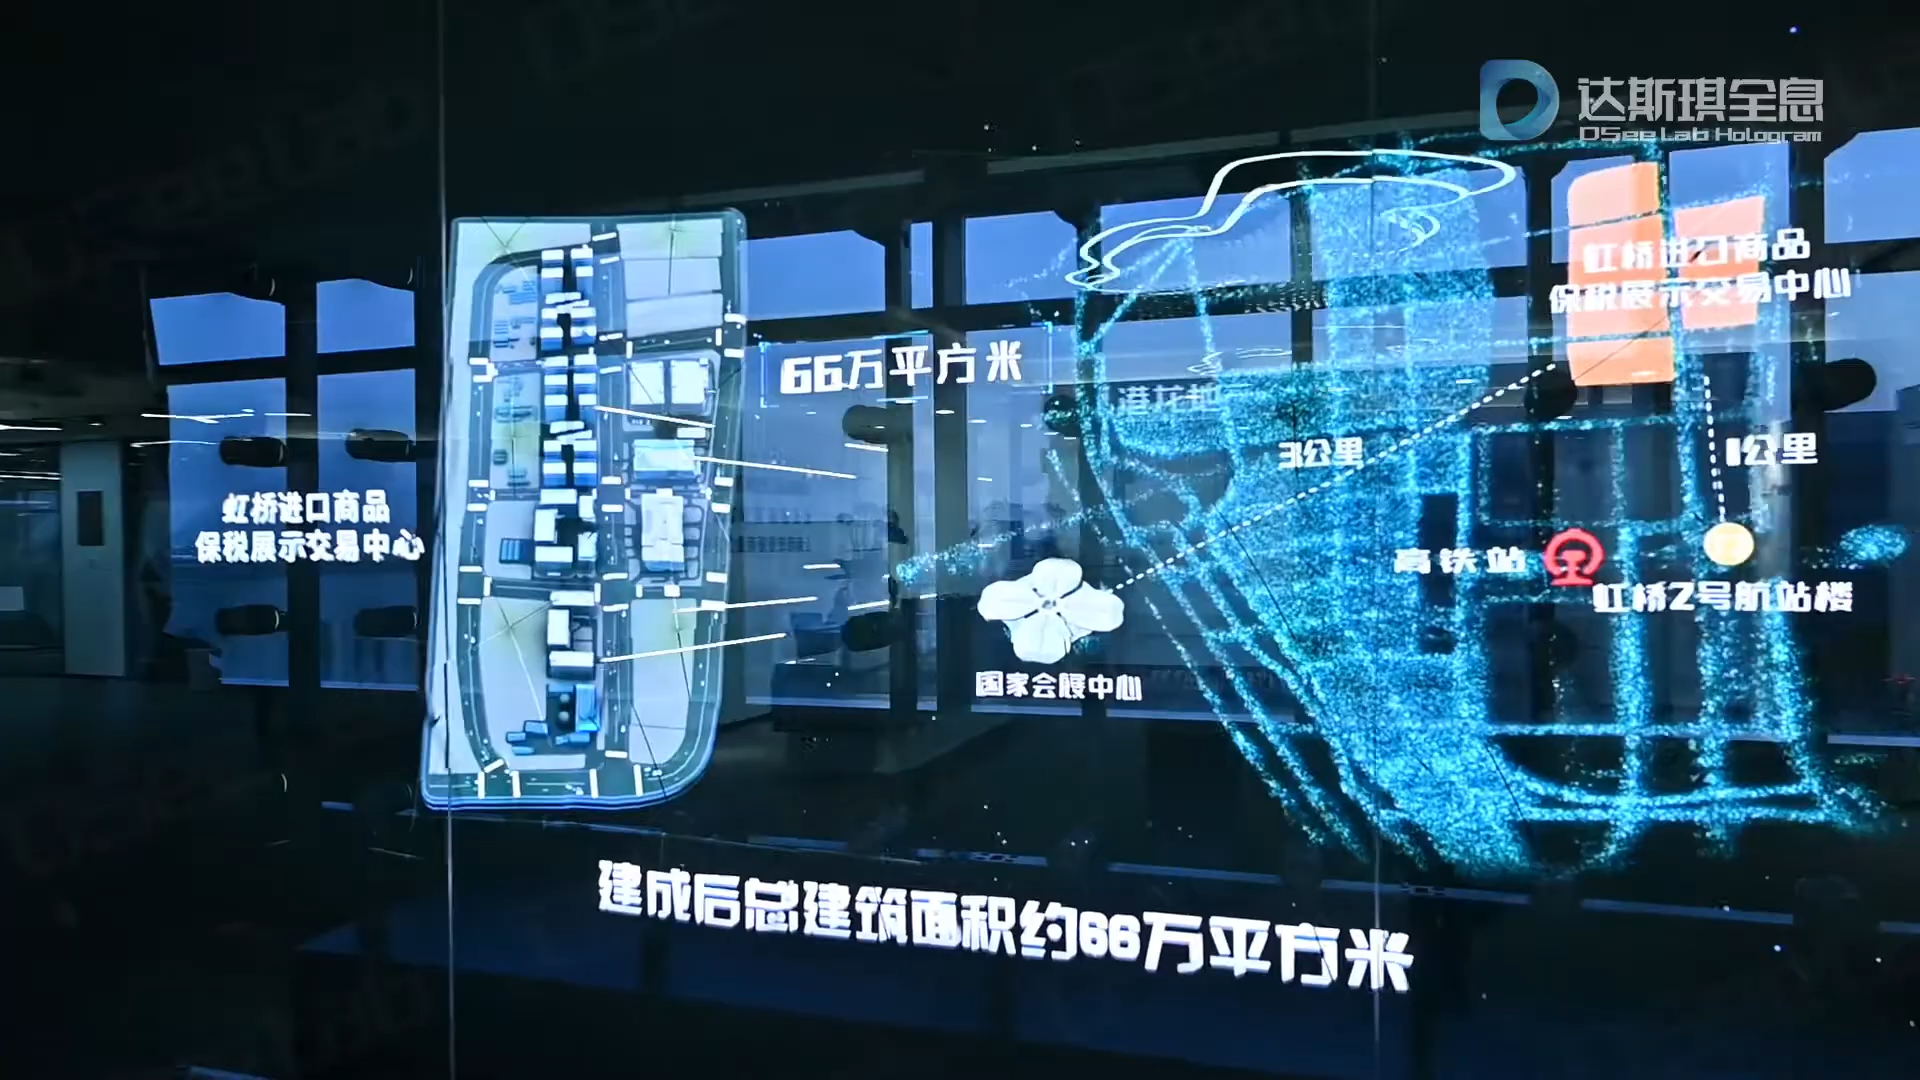 达斯琪全息
DSee Lab Hologram
虹桥进口商品
保税展示交易中心
66万平方米
3公里
1公里
高铁站
虹桥2号航站楼
虹桥进口商品
保税展示交易中心
国家会展中心
建成后总建筑面积约66万平方米